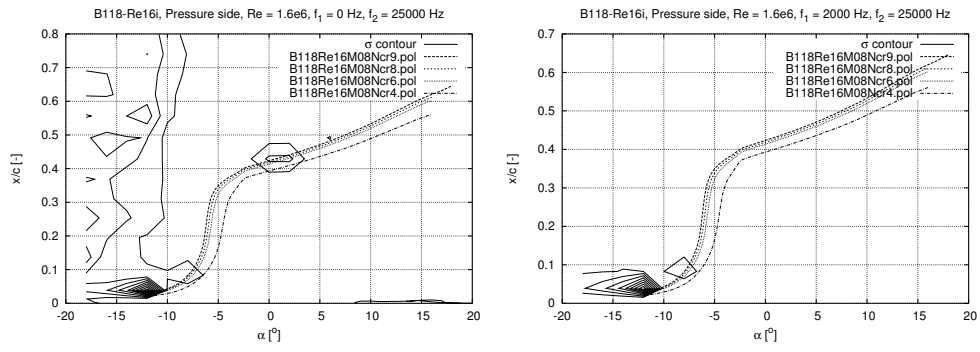 B118-Re16i, Pressure side, Re = 1.6e6, f1 = 0 Hz, f2 = 25000 Hz
0.8
0.7
0.6
0.5
0.4
0.3
0.2
0.1
0
x/c [-]
σ contour
B118Re16M08Ncr9.pol
B118Re16M08Ncr8.pol
B118Re16M08Ncr6.pol
B118Re16M08Ncr4.pol
-20 -15 -10 -5 0 5 10 15 20
α [o]
B118-Re16i, Pressure side, Re = 1.6e6, f1 = 2000 Hz, f2 = 25000 Hz
0.7
0.6
0.5
0.4
0.3
0.2
0.1
0
x/c [-]
σ contour
B118Re16M08Ncr9.pol
B118Re16M08Ncr8.pol
B118Re16M08Ncr6.pol
B118Re16M08Ncr4.pol
-20 -15 -10 -5 0 5 10 15 20
α [o]